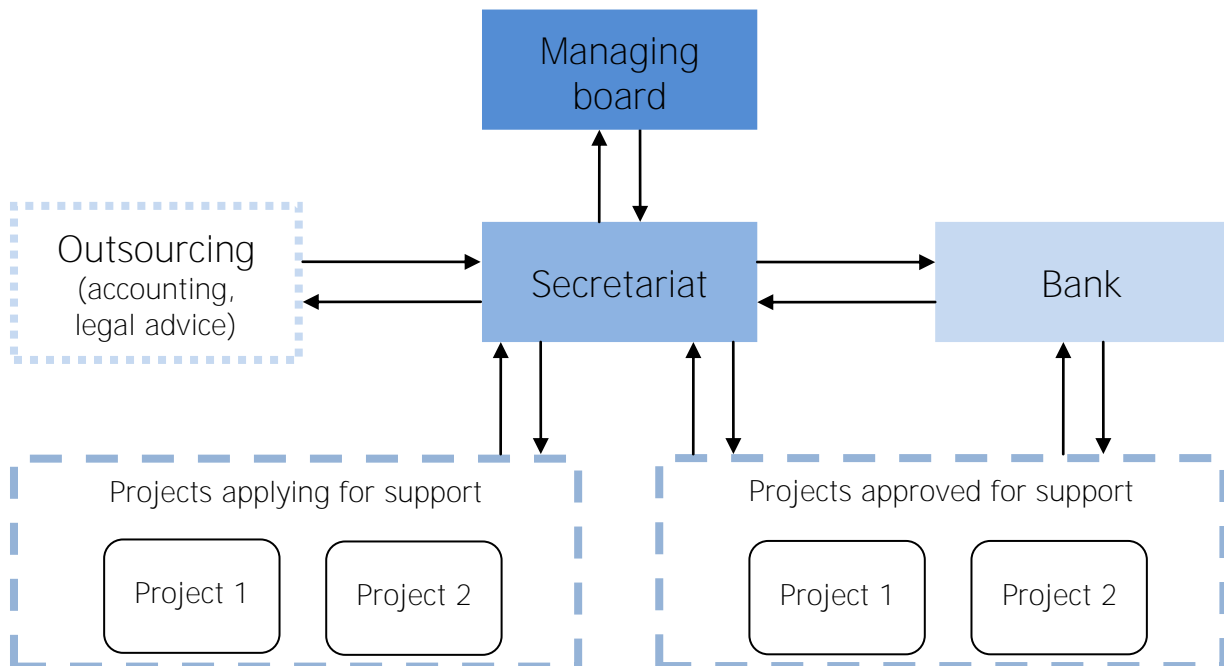 Managing
board
Outsourcing
(accounting,
legal advice)
Secretariat
Bank
Projects applying for support
Project 1
Project 2
Projects approved for support
Project 1
Project 2